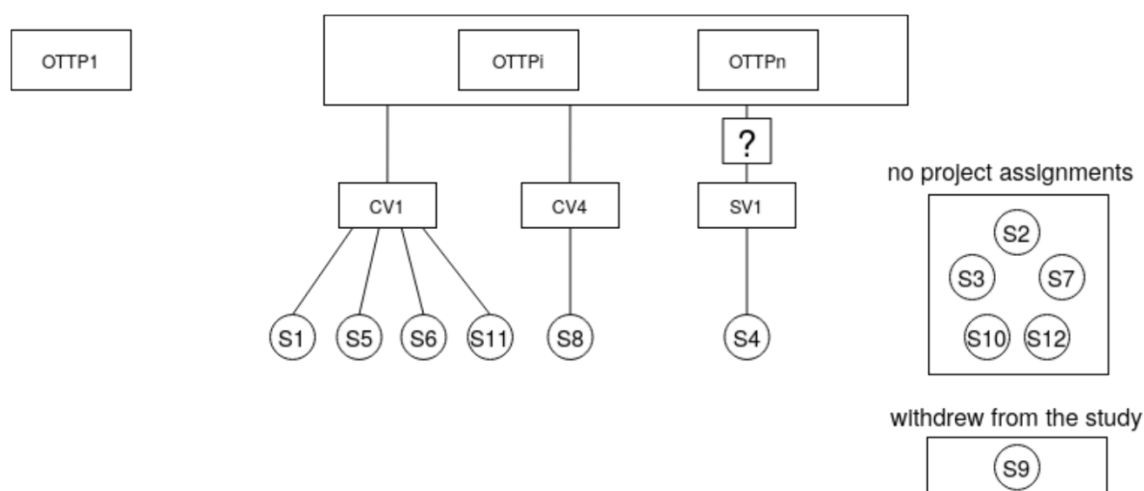 OTTP1
OTTPi
OTTPn
?
no project assignments
CV1
CV4
SV1
S2
S3
S7
S1
S5
S6
S11
S8
S4
S10
S12
withdrew from the study
S9